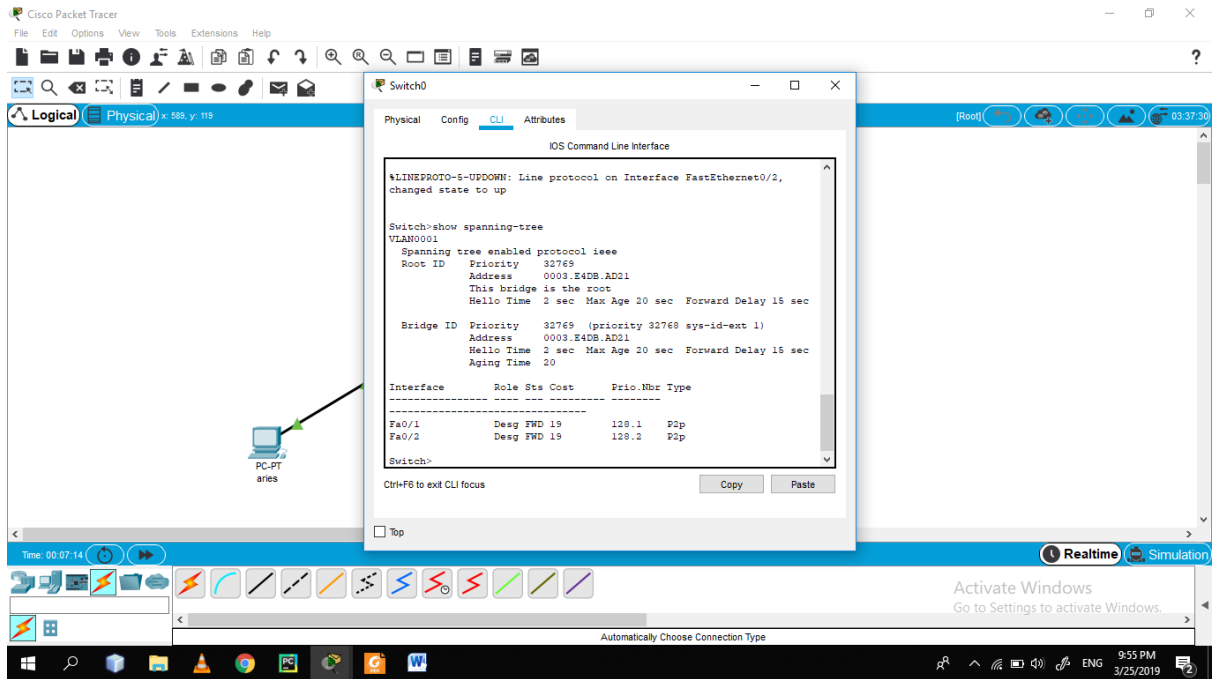 Cisco Packet Tracer
File Edit Options View Tools Extensions Help
?
Logical Physical x: 589, y: 119
[Root] 03:37:30
Switch0
Physical Config CLI Attributes
IOS Command Line Interface
%LINEPROTO-5-UPDOWN: Line protocol on Interface FastEthernet0/2,
changed state to up
Switch>show spanning-tree
VLAN0001
Spanning tree enabled protocol ieee
Root ID Priority 32769
Address 0003.E4DB.AD21
This bridge is the root
Hello Time 2 sec Max Age 20 sec Forward Delay 15 sec
Bridge ID Priority 32769 (priority 32768 sys-id-ext 1)
Address 0003.E4DB.AD21
Hello Time 2 sec Max Age 20 sec Forward Delay 15 sec
Aging Time 20
Interface Role Sts Cost Prio.Nbr Type
---------------- ---- --- --------- --------
--------------------------------
Fa0/1 Desg FWD 19 128.1 P2p
Fa0/2 Desg FWD 19 128.2 P2p
Switch>
Ctrl+F6 to exit CLI focus
Copy Paste
Top
PC-PT
aries
Time: 00:07:14
Realtime Simulation
Activate Windows
Go to Settings to activate Windows.
Automatically Choose Connection Type
ENG
9:55 PM
3/25/2019
2